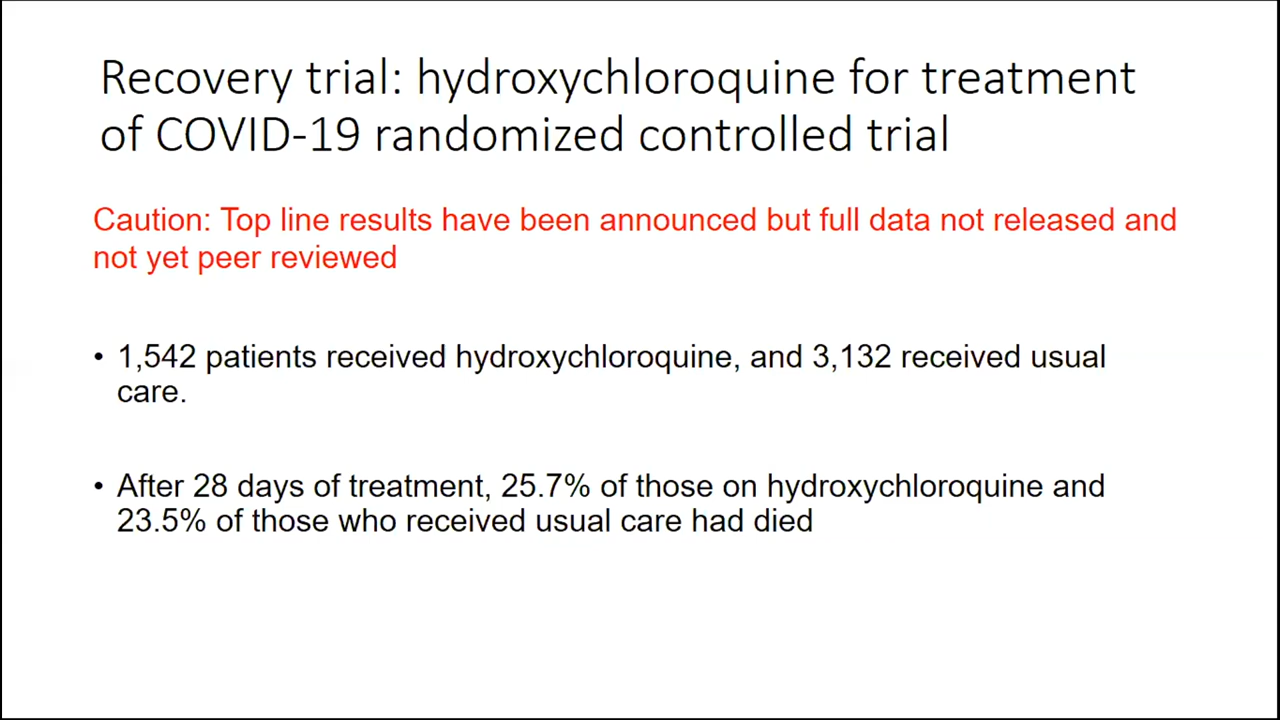 Recovery trial: hydroxychloroquine for treatment
of COVID-19 randomized controlled trial
Caution: Top line results have been announced but full data not released and
not yet peer reviewed
• 1,542 patients received hydroxychloroquine, and 3,132 received usual
care.
• After 28 days of treatment, 25.7% of those on hydroxychloroquine and
23.5% of those who received usual care had died